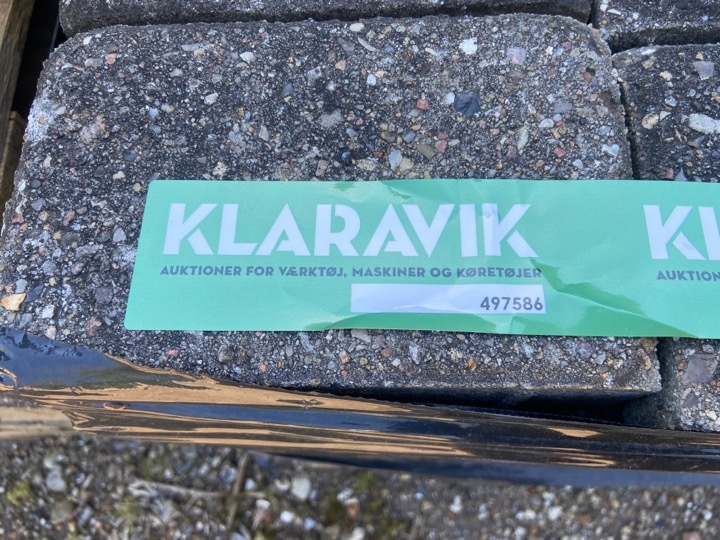 KLARAVIK
AUKTIONER FOR VÆRKTØJ, MASKINER OG KØRETØJER
497586